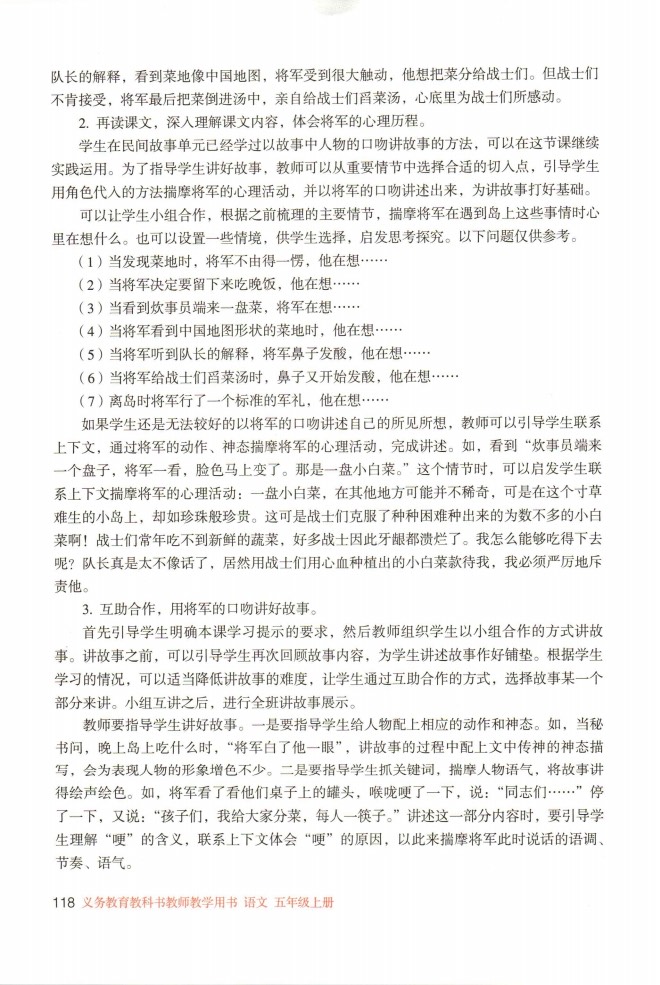 队长的解释，看到菜地像中国地图，将军受到很大触动，他想把菜分给战士们。但战士们
不肯接受，将军最后把菜倒进汤中，亲自给战士们舀菜汤，心底里为战士们所感动。
2. 再读课文，深入理解课文内容，体会将军的心理历程。
学生在民间故事单元已经学过以故事中人物的口吻讲故事的方法，可以在这节课继续
实践运用。为了指导学生讲好故事，教师可以从重要情节中选择合适的切入点，引导学生
用角色代入的方法揣摩将军的心理活动，并以将军的口吻讲述出来，为讲故事打好基础。
可以让学生小组合作，根据之前梳理的主要情节，揣摩将军在遇到岛上这些事情时心
里在想什么。也可以设置一些情境，供学生选择，启发思考探究。以下问题仅供参考。
（1）当发现菜地时，将军不由得一愣，他在想……
（2）当将军决定要留下来吃晚饭，他在想……
（3）当看到炊事员端来一盘菜，将军在想……
（4）当将军看到中国地图形状的菜地时，他在想……
（5）当将军听到队长的解释，将军鼻子发酸，他在想……
（6）当将军给战士们舀菜汤时，鼻子又开始发酸，他在想……
（7）离岛时将军行了一个标准的军礼，他在想……
如果学生还是无法较好的以将军的口吻讲述自己的所见所想，教师可以引导学生联系
上下文，通过将军的动作、神态揣摩将军的心理活动，完成讲述。如，看到“炊事员端来
一个盘子，将军一看，脸色马上变了。那是一盘小白菜。”这个情节时，可以启发学生联
系上下文揣摩将军的心理活动：一盘小白菜，在其他地方可能并不稀奇，可是在这个寸草
难生的小岛上，却如珍珠般珍贵。这可是战士们克服了种种困难种出来的为数不多的小白
菜啊！战士们常年吃不到新鲜的蔬菜，好多战士因此牙龈都溃烂了。我怎么能够吃得下去
呢？队长真是太不像话了，居然用战士们用心血种植出的小白菜款待我，我必须严厉地斥
责他。
3. 互助合作，用将军的口吻讲好故事。
首先引导学生明确本课学习提示的要求，然后教师组织学生以小组合作的方式讲故
事。讲故事之前，可以引导学生再次回顾故事内容，为学生讲述故事作好铺垫。根据学生
学习的情况，可以适当降低讲故事的难度，让学生通过互助合作的方式，选择故事某一个
部分来讲。小组互讲之后，进行全班讲故事展示。
教师要指导学生讲好故事。一是要指导学生给人物配上相应的动作和神态。如，当秘
书问，晚上岛上吃什么时，“将军白了他一眼”，讲故事的过程中配上文中传神的神态描
写，会为表现人物的形象增色不少。二是要指导学生抓关键词，揣摩人物语气，将故事讲
得绘声绘色。如，将军看了看他们桌子上的罐头，喉咙哽了一下，说：“同志们……”停
了一下，又说：“孩子们，我给大家分菜，每人一筷子。”讲述这一部分内容时，要引导学
生理解“哽”的含义，联系上下文体会“哽”的原因，以此来揣摩将军此时说话的语调、
节奏、语气。
118 义务教育教科书教师教学用书 语文 五年级上册